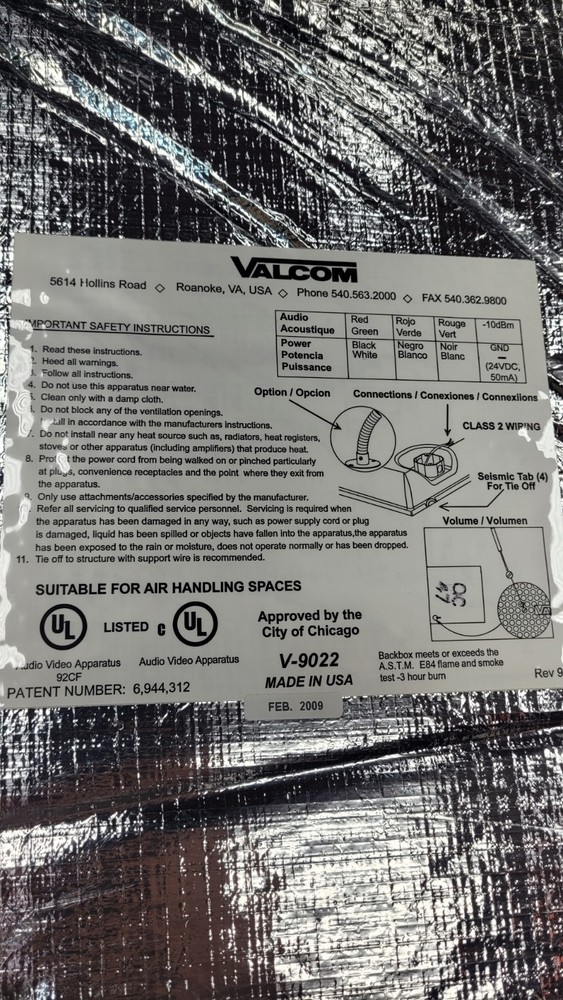 VALCOM
5614 Hollins Road ◇ Roanoke, VA, USA ◇ Phone 540.563.2000 ◇ FAX 540.362.9800
IMPORTANT SAFETY INSTRUCTIONS
1. Read these instructions.
2. Heed all warnings.
3. Follow all instructions.
4. Do not use this apparatus near water.
5. Clean only with a damp cloth.
6. Do not block any of the ventilation openings.
Install in accordance with the manufacturers instructions.
7. Do not install near any heat source such as, radiators, heat registers,
stoves or other apparatus (including amplifiers) that produce heat.
8. Protect the power cord from being walked on or pinched particularly
at plugs, convenience receptacles and the point where they exit from
the apparatus.
9. Only use attachments/accessories specified by the manufacturer.
Refer all servicing to qualified service personnel. Servicing is required when
the apparatus has been damaged in any way, such as power supply cord or plug
is damaged, liquid has been spilled or objects have fallen into the apparatus,the apparatus
has been exposed to the rain or moisture, does not operate normally or has been dropped.
11. Tie off to structure with support wire is recommended.
Audio Acoustique Red Green Rojo Verde Rouge Vert -10dBm
Power Potencia Puissance Black White Negro Blanco Noir Blanc GND — (24VDC, 50mA)
Option / Opcion
Connections / Conexiones / Connexiions
CLASS 2 WIRING
Seismic Tab (4)
For Tie Off
Volume / Volumen
SUITABLE FOR AIR HANDLING SPACES
UL LISTED c UL
Audio Video Apparatus
92CF
Audio Video Apparatus
PATENT NUMBER: 6,944,312
Approved by the
City of Chicago
V-9022
MADE IN USA
FEB. 2009
Backbox meets or exceeds the
A.S.T.M. E84 flame and smoke
test -3 hour burn
Rev 9